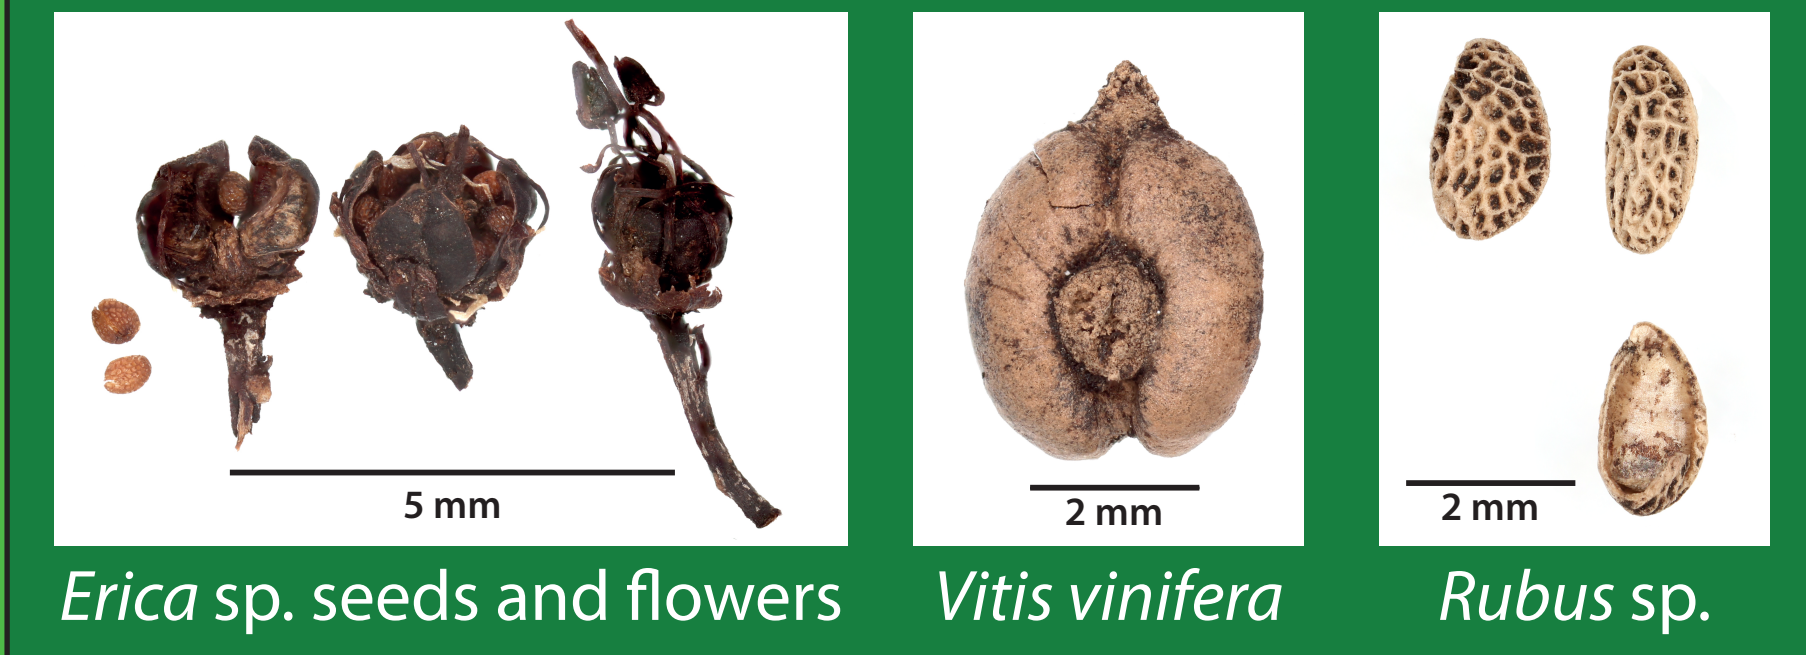 5 mm
2 mm
2 mm
Erica sp. seeds and flowers
Vitis vinifera
Rubus sp.